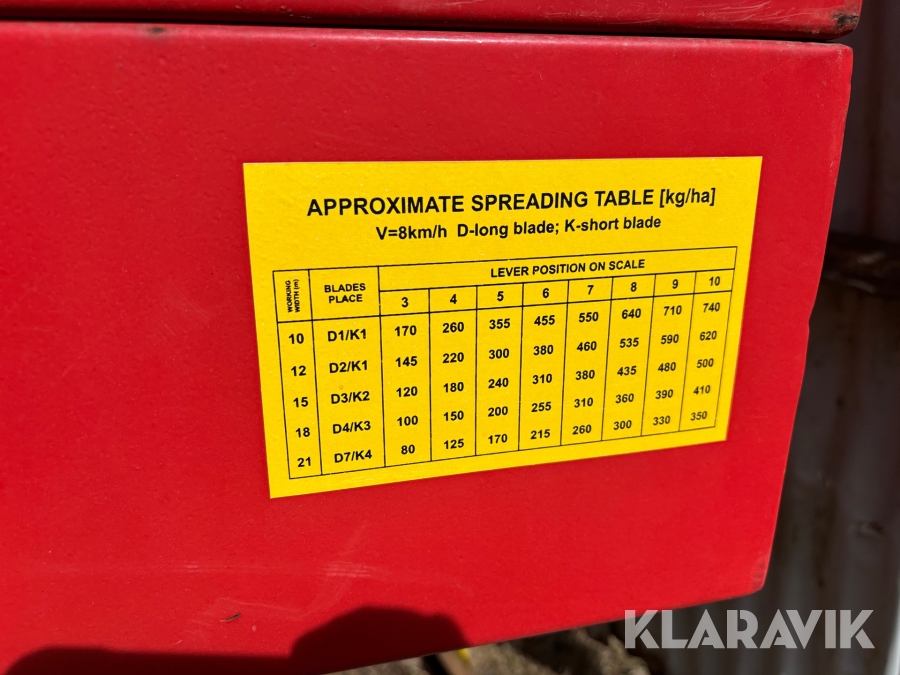 APPROXIMATE SPREADING TABLE [kg/ha]
V=8km/h D-long blade; K-short blade
WORKING WIDTH (m) BLADES PLACE LEVER POSITION ON SCALE
3 4 5 6 7 8 9 10
10 D1/K1 170 260 355 455 550 640 710 740
12 D2/K1 145 220 300 380 460 535 590 620
15 D3/K2 120 180 240 310 380 435 480 500
18 D4/K3 100 150 200 255 310 360 390 410
21 D7/K4 80 125 170 215 260 300 330 350
KLARAVIK